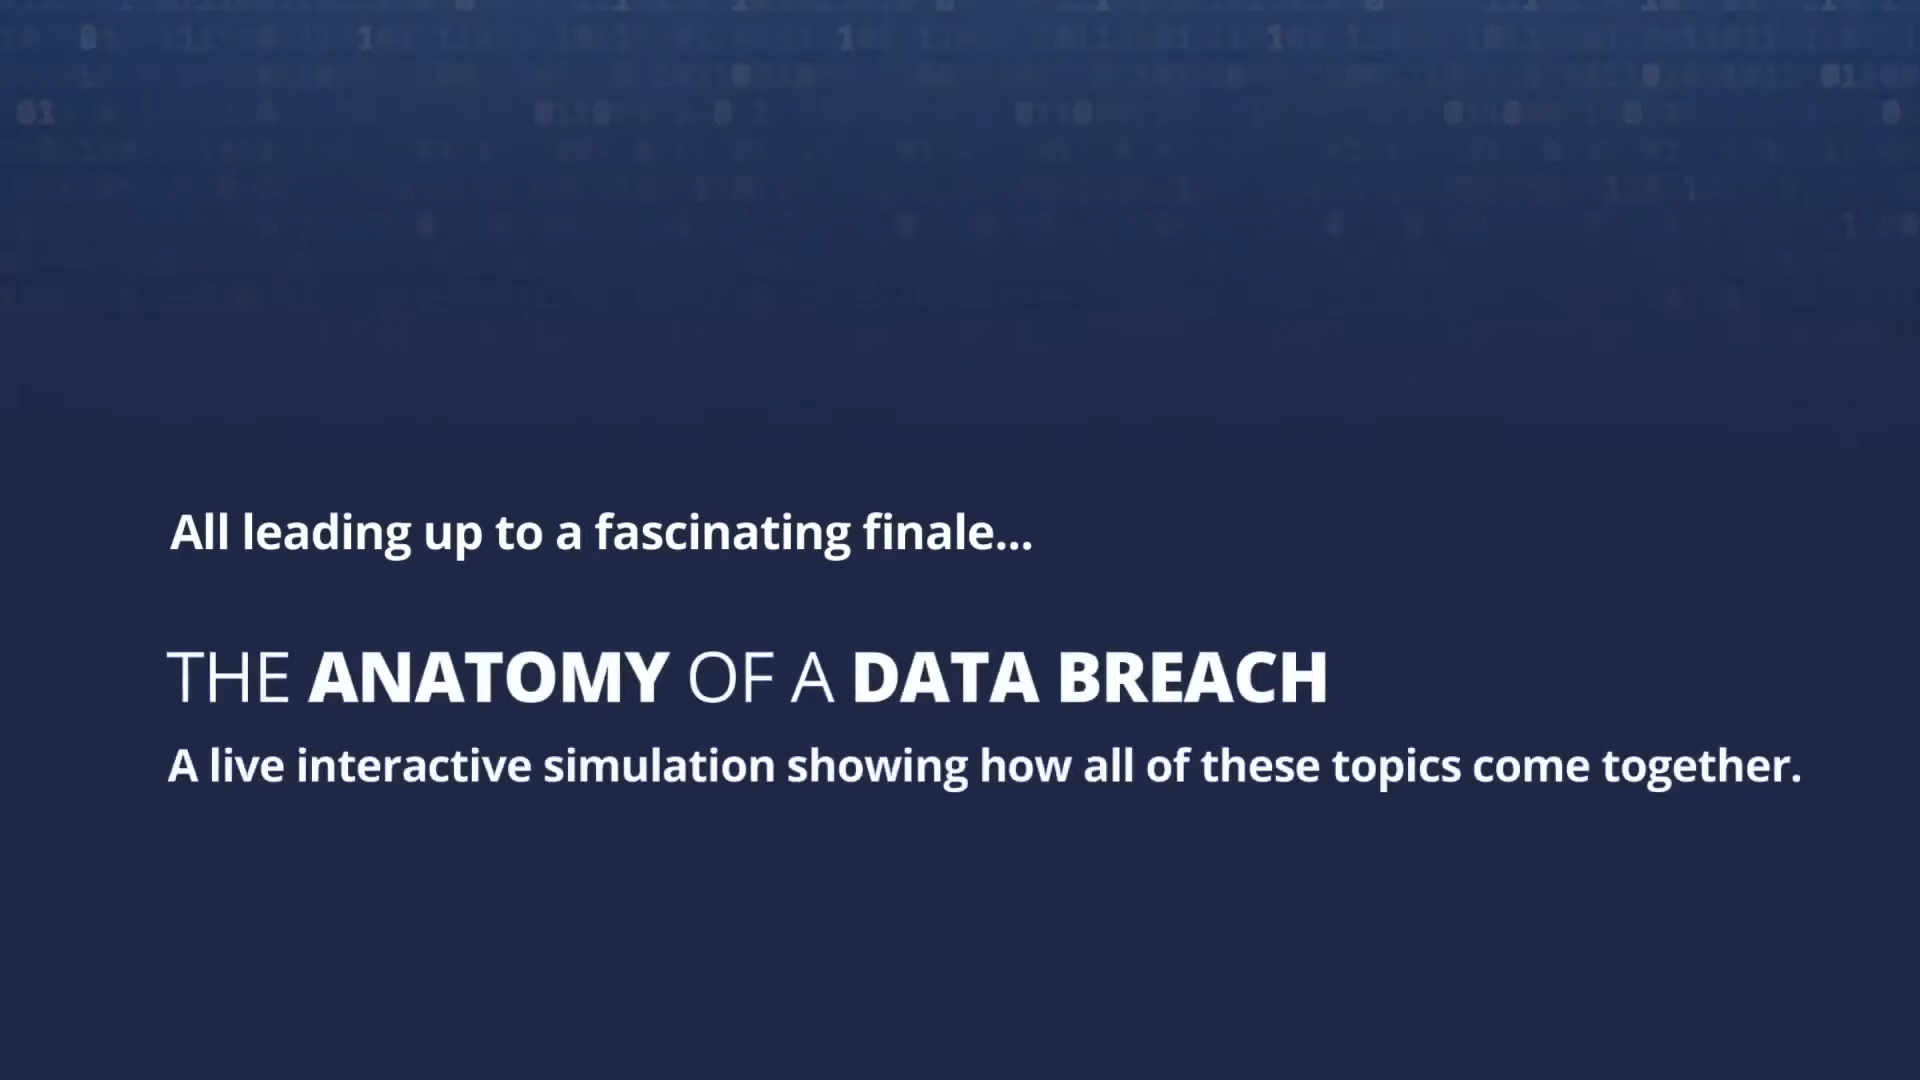 All leading up to a fascinating finale...
THE ANATOMY OF A DATA BREACH
A live interactive simulation showing how all of these topics come together.